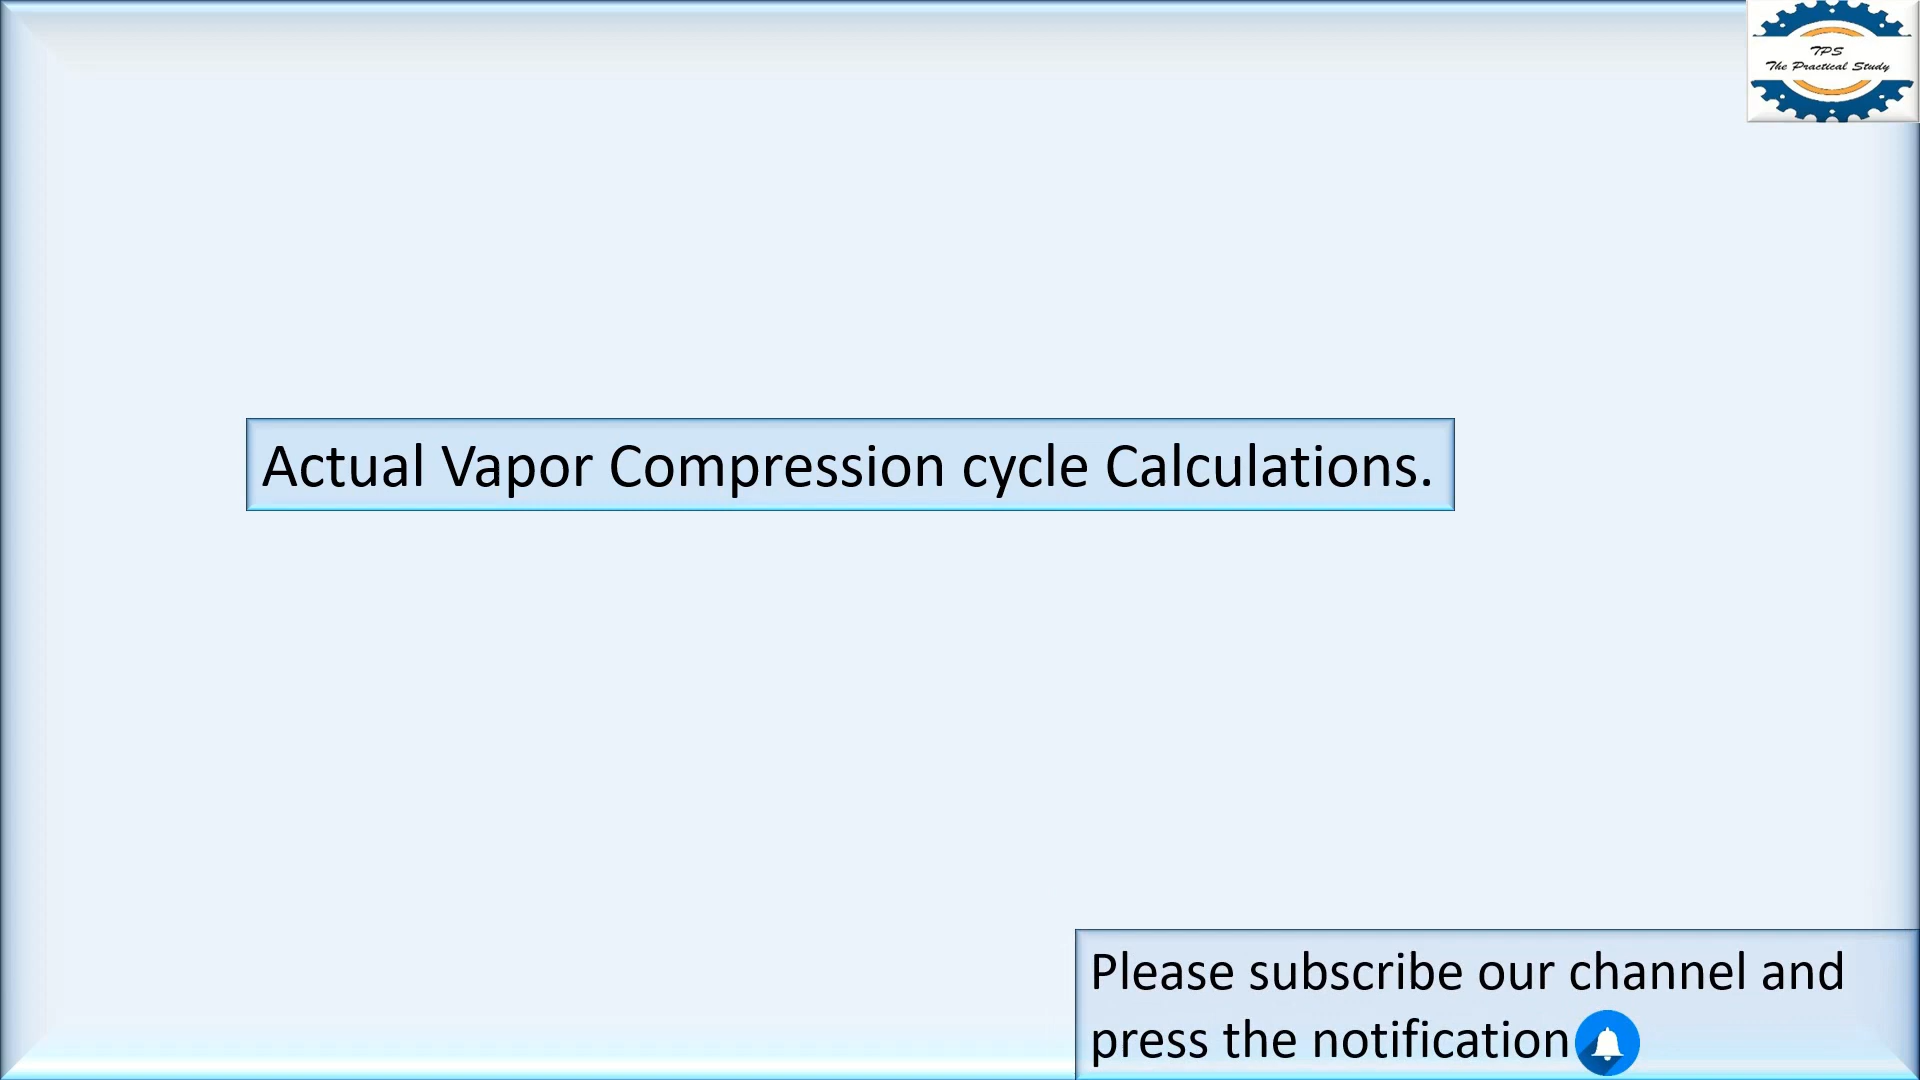 TPS
The Practical Study
Actual Vapor Compression cycle Calculations.
Please subscribe our channel and
press the notification